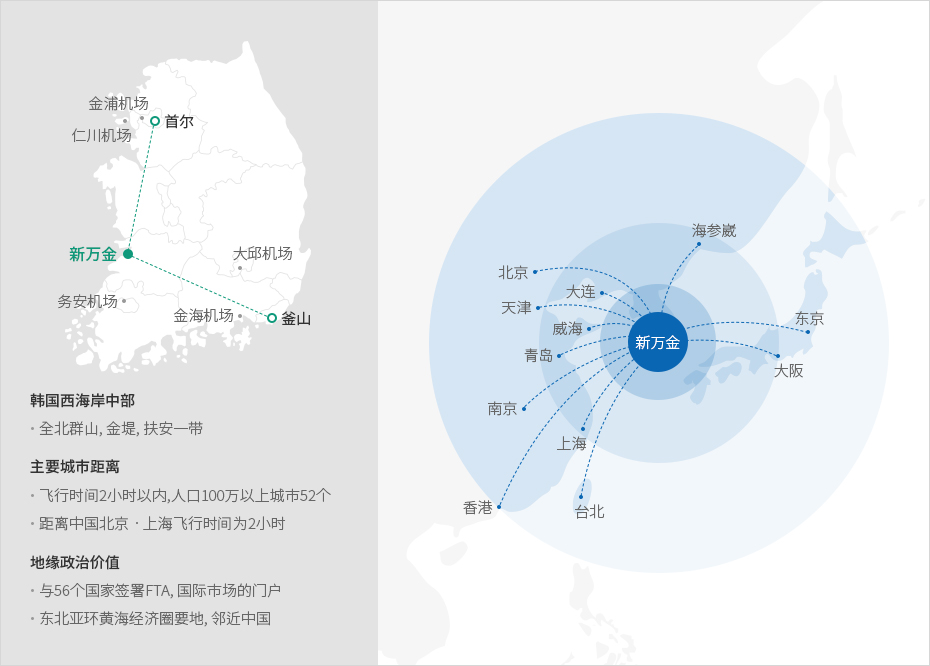 金浦机场
首尔
仁川机场
新万金
大邱机场
务安机场
金海机场
釜山
韩国西海岸中部
· 全北群山, 金堤, 扶安一带
主要城市距离
· 飞行时间2小时以内,人口100万以上城市52个
· 距离中国北京 · 上海飞行时间为2小时
地缘政治价值
· 与56个国家签署FTA, 国际市场的门户
· 东北亚环黄海经济圈要地, 邻近中国
海参崴
北京
大连
天津
东京
威海
新万金
青岛
大阪
南京
上海
香港
台北